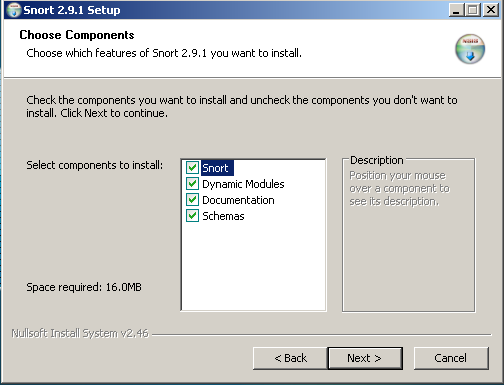 Snort 2.9.1 Setup
Choose Components
Choose which features of Snort 2.9.1 you want to install.
Check the components you want to install and uncheck the components you don't want to
install. Click Next to continue.
Select components to install:
Snort
Dynamic Modules
Documentation
Schemas
Description
Position your mouse
over a component to
see its description.
Space required: 16.0MB
Nullsoft Install System v2.46
< Back
Next >
Cancel